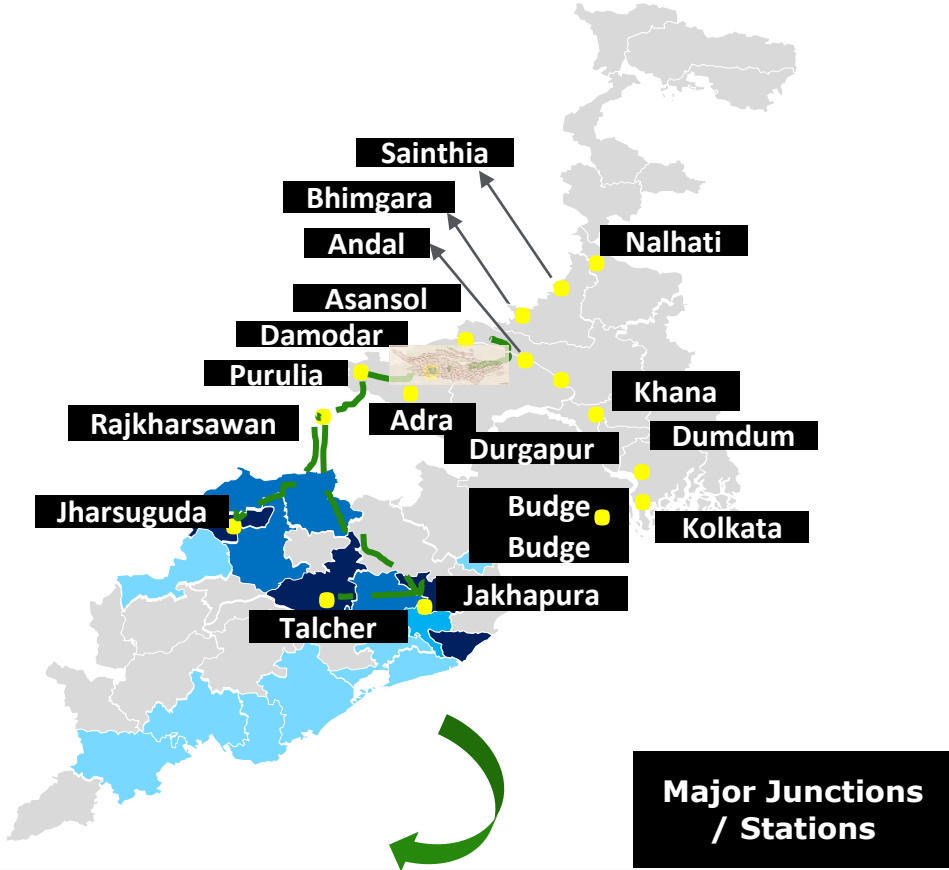 Sainthia
Bhimgara
Andal
Nalhati
Asansol
Damodar
Purulia
Khana
Rajkharsawan
Adra
Durgapur
Dumdum
Jharsuguda
Budge
Budge
Kolkata
Jakhapura
Talcher
Major Junctions
/ Stations